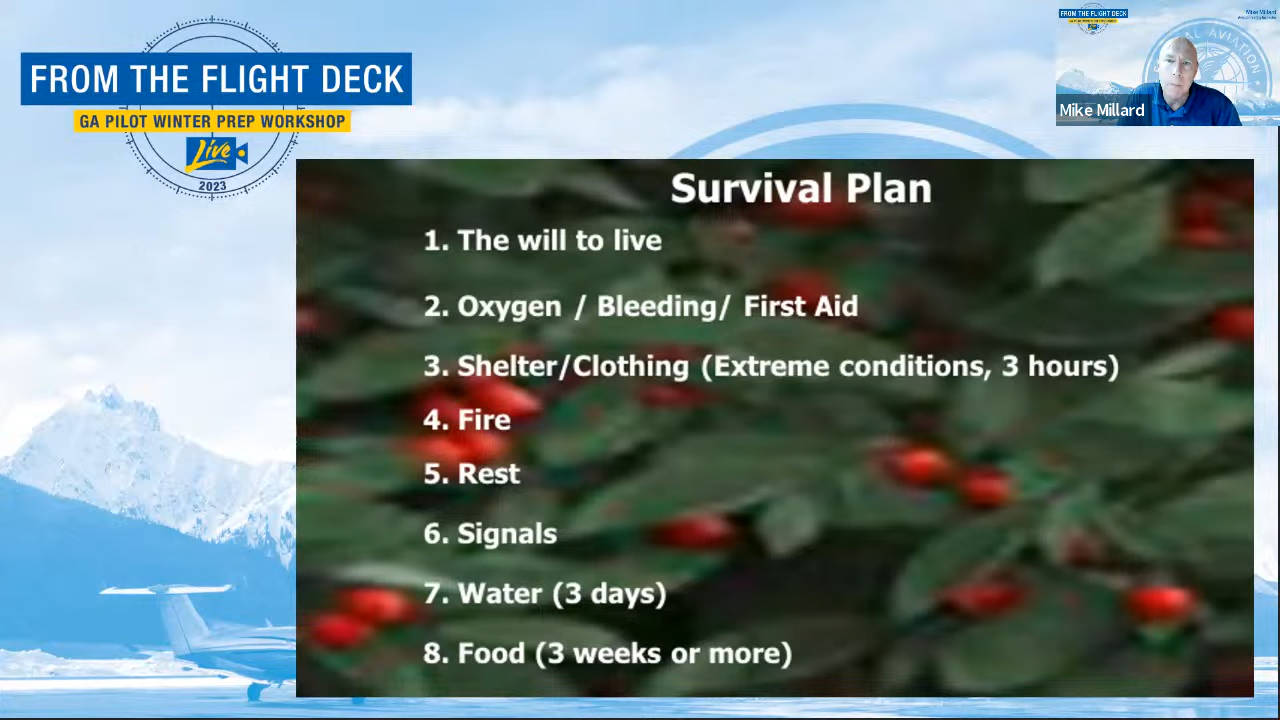 FROM THE FLIGHT DECK
GA PILOT WINTER PREP WORKSHOP
Live
2023
FROM THE FLIGHT DECK
Mike Millard
Mike Millard
Survival Plan
1. The will to live
2. Oxygen / Bleeding/ First Aid
3. Shelter/Clothing (Extreme conditions, 3 hours)
4. Fire
5. Rest
6. Signals
7. Water (3 days)
8. Food (3 weeks or more)